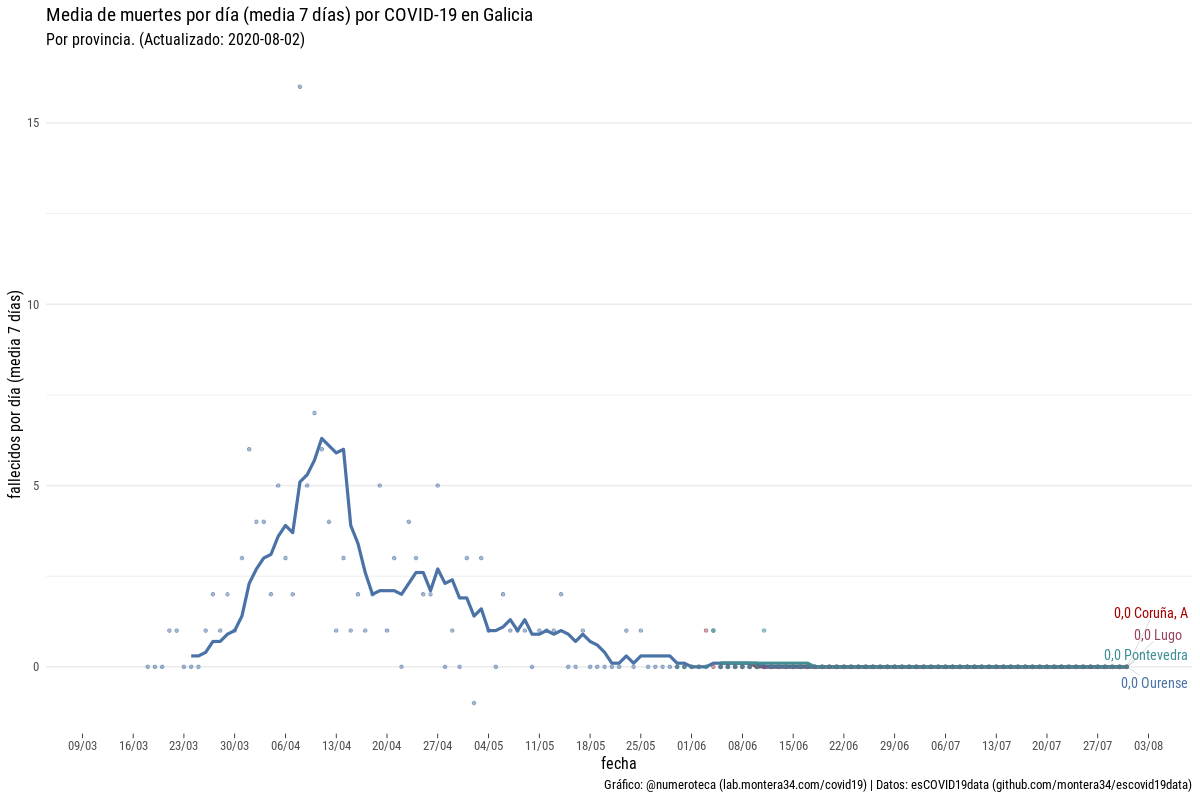 Media de muertes por día (media 7 días) por COVID-19 en Galicia
Por provincia. (Actualizado: 2020-08-02)
fallecidos por día (media 7 días)
15
10
5
0
0,0 Coruña, A
0,0 Lugo
0,0 Pontevedra
0,0 Ourense
09/03 16/03 23/03 30/03 06/04 13/04 20/04 27/04 04/05 11/05 18/05 25/05 01/06 08/06 15/06 22/06 29/06 06/07 13/07 20/07 27/07 03/08
fecha
Gráfico: @numeroteca (lab.montera34.com/covid19) | Datos: esCOVID19data (github.com/montera34/escovid19data)